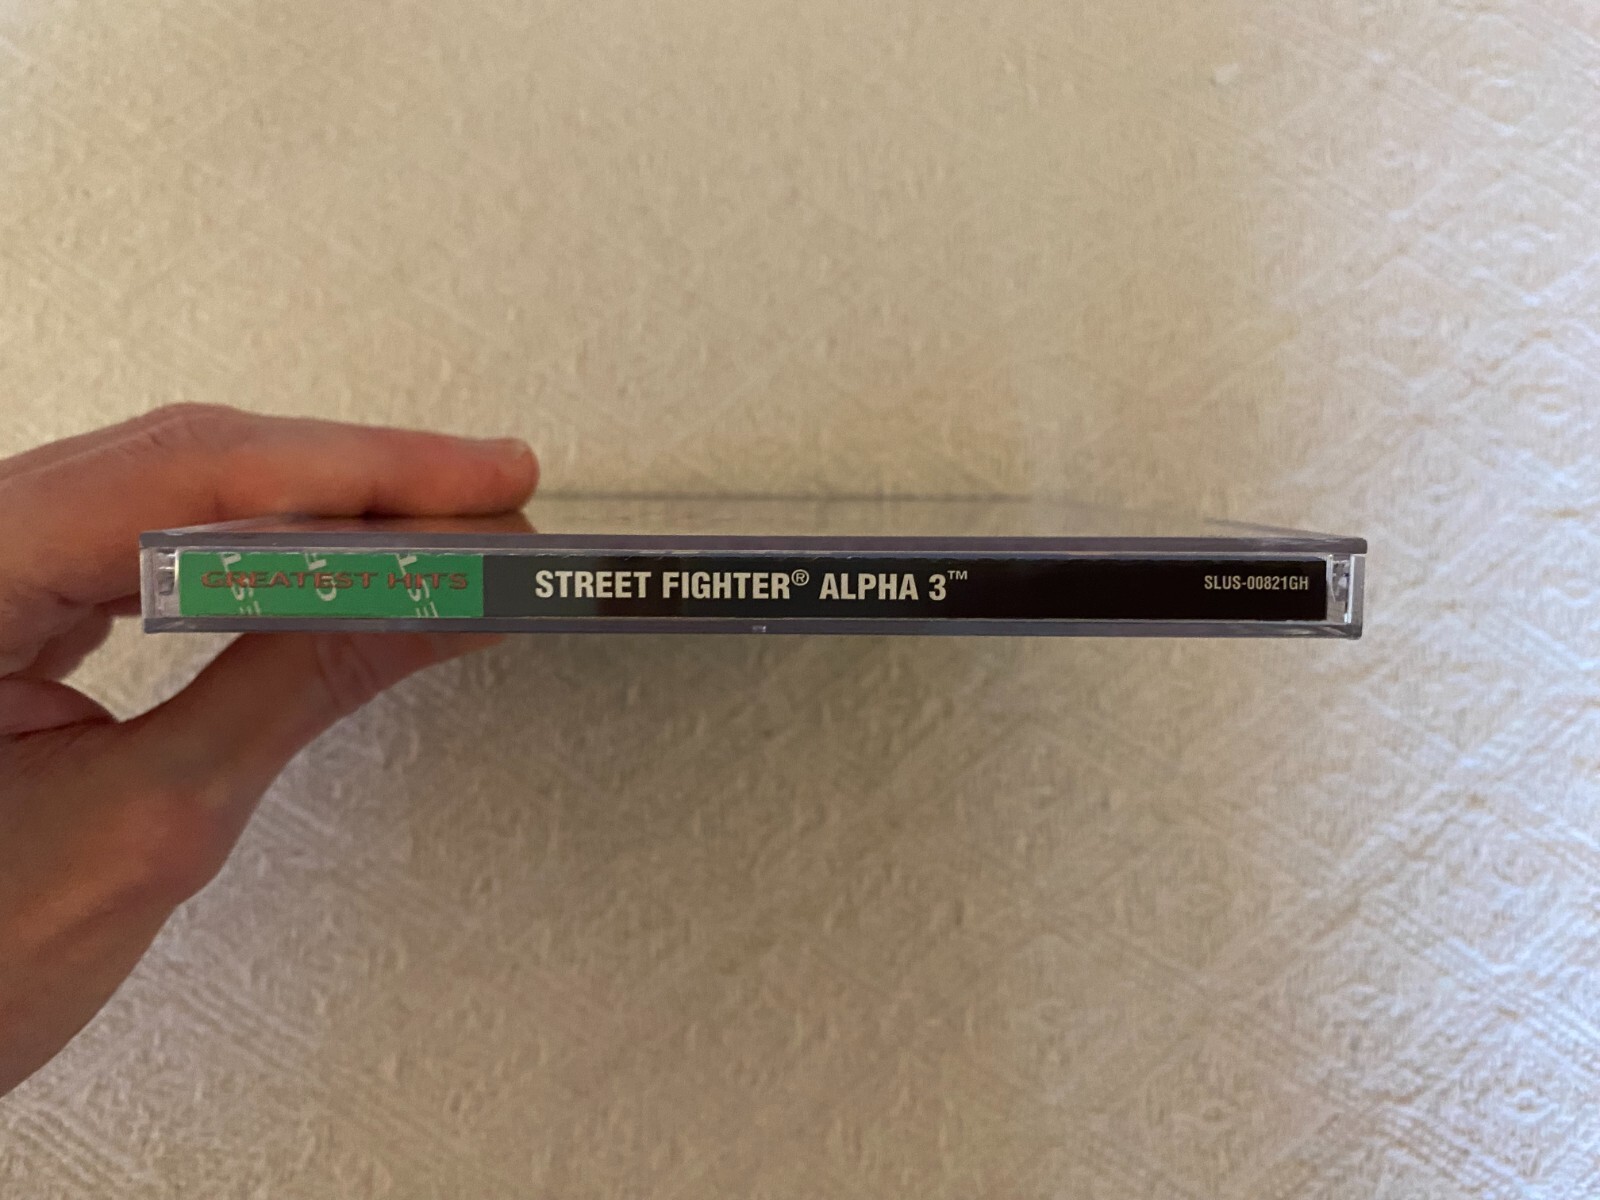 GREATEST HITS
STREET FIGHTER® ALPHA 3™
SLUS-00821GH